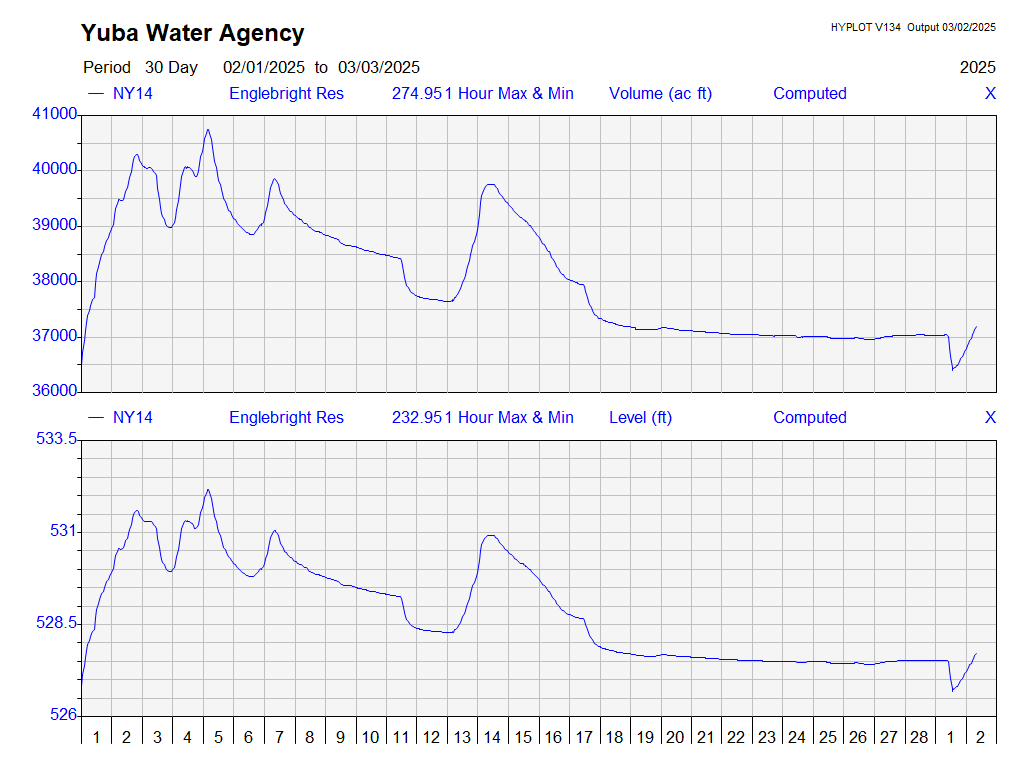 Yuba Water Agency
HYPLOT V134 Output 03/02/2025
Period 30 Day 02/01/2025 to 03/03/2025
2025
NY14 Englebright Res 274.951 Hour Max & Min Volume (ac ft) Computed X
41000
40000
39000
38000
37000
36000
NY14 Englebright Res 232.951 Hour Max & Min Level (ft) Computed X
533.5
531
528.5
526
1 2 3 4 5 6 7 8 9 10 11 12 13 14 15 16 17 18 19 20 21 22 23 24 25 26 27 28 1 2